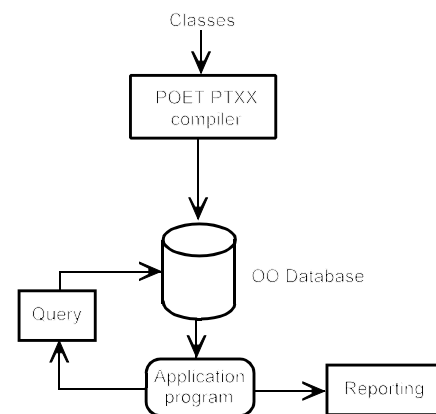 Classes
POET PTXX
compiler
OO Database
Query
Application
program
Reporting